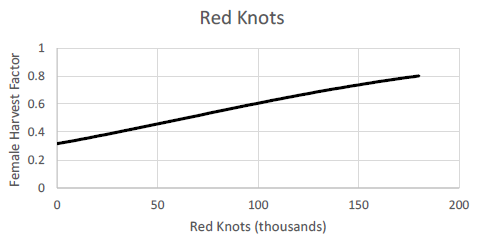 Red Knots
Female Harvest Factor
1
0.8
0.6
0.4
0.2
0
0 50 100 150 200
Red Knots (thousands)